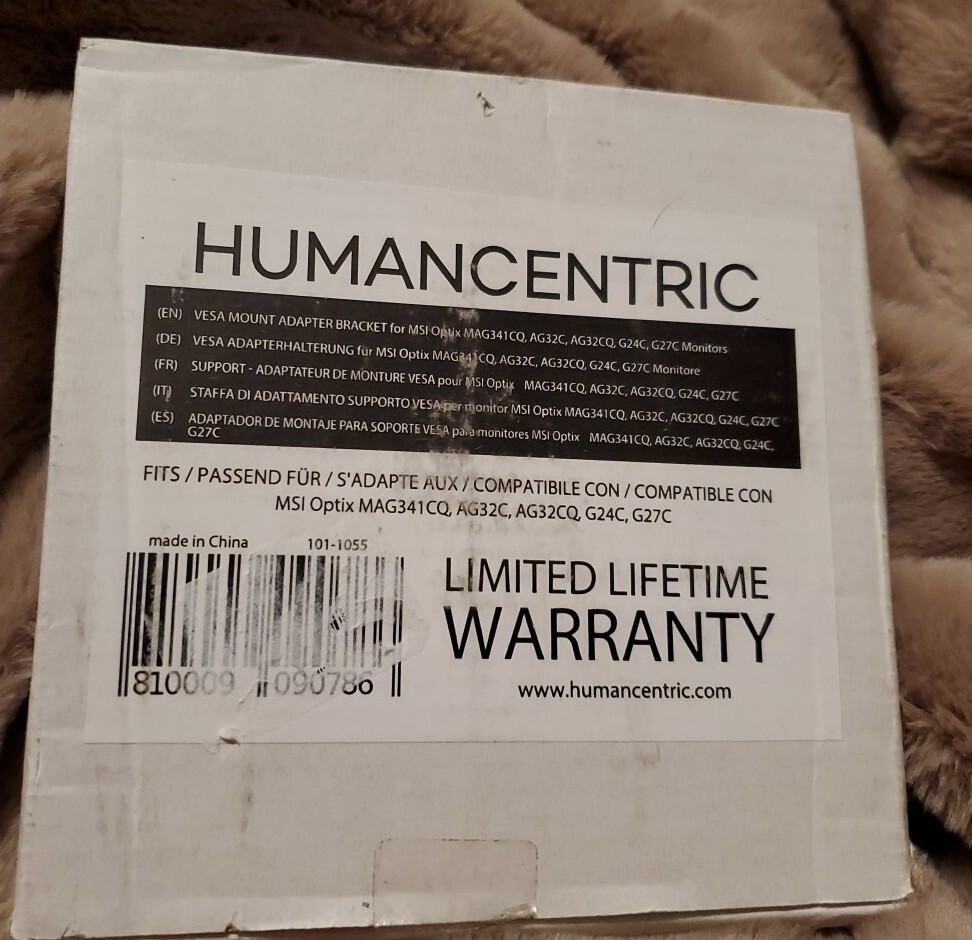 HUMANCENTRIC
(EN) VESA MOUNT ADAPTER BRACKET for MSI Optix MAG341CQ, AG32C, AG32CQ, G24C, G27C Monitors
(DE) VESA ADAPTERHALTERUNG für MSI Optix MAG341CQ, AG32C, AG32CQ, G24C, G27C Monitore
(FR) SUPPORT - ADAPTATEUR DE MONTURE VESA pour MSI Optix MAG341CQ, AG32C, AG32CQ, G24C, G27C
(IT) STAFFA DI ADATTAMENTO SUPPORTO VESA per monitor MSI Optix MAG341CQ, AG32C, AG32CQ, G24C, G27C
(ES) ADAPTADOR DE MONTAJE PARA SOPORTE VESA para monitores MSI Optix MAG341CQ, AG32C, AG32CQ, G24C,
G27C
FITS / PASSEND FÜR / S'ADAPTE AUX / COMPATIBILE CON / COMPATIBLE CON
MSI Optix MAG341CQ, AG32C, AG32CQ, G24C, G27C
made in China 101-1055
810009 090786
LIMITED LIFETIME
WARRANTY
www.humancentric.com